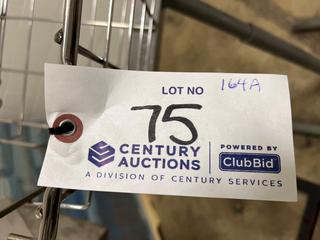 LOT NO
164A
75
CENTURY AUCTIONS
POWERED BY ClubBid
A DIVISION OF CENTURY SERVICES